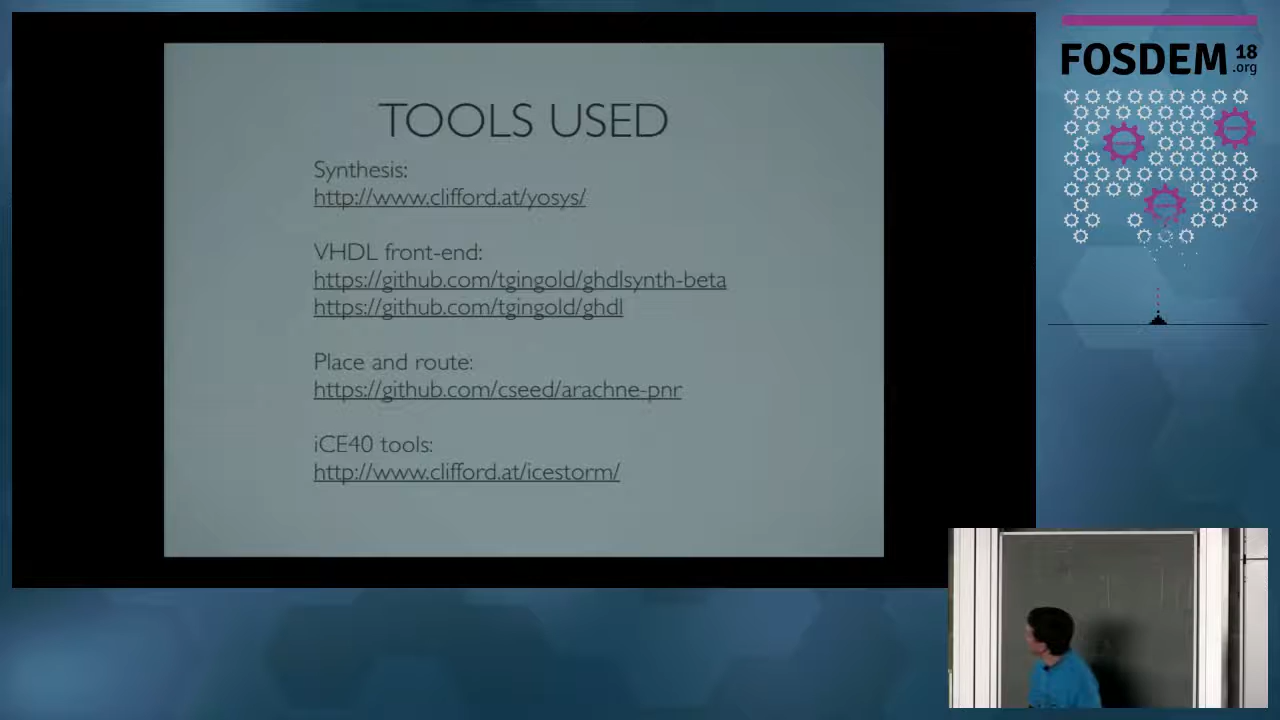 TOOLS USED
Synthesis:
http://www.clifford.at/yosys/
VHDL front-end:
https://github.com/tgingold/ghdlsynth-beta
https://github.com/tgingold/ghdl
Place and route:
https://github.com/cseed/arachne-pnr
iCE40 tools:
http://www.clifford.at/icestorm/
FOSDEM 18
.org